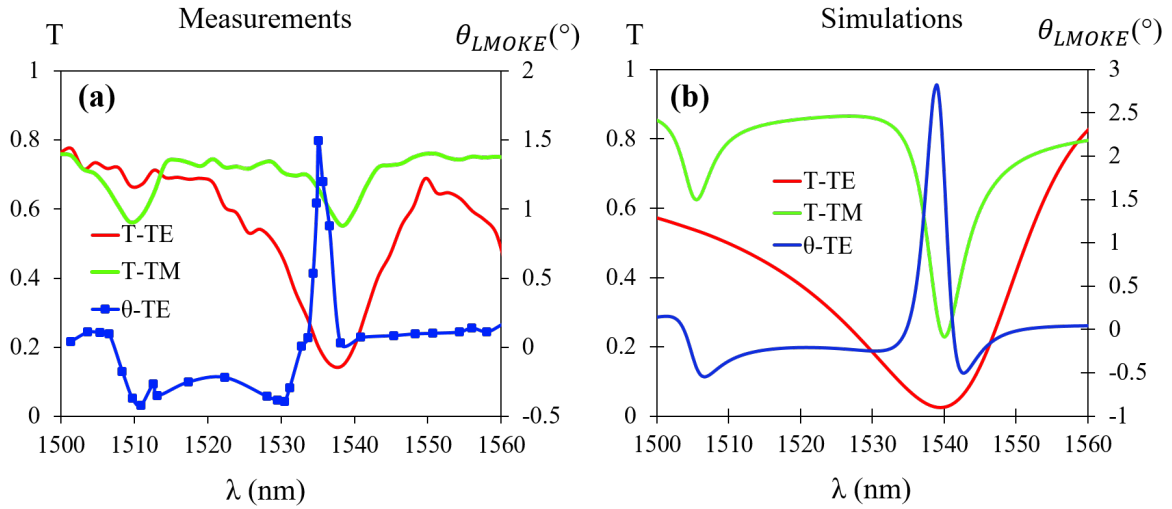 Measurements
T
θ_LMOKE(°)
(a)
1
0.8
0.6
0.4
0.2
0
2
1.5
1
0.5
0
-0.5
T-TE
T-TM
θ-TE
1500 1510 1520 1530 1540 1550 1560
λ (nm)
Simulations
T
θ_LMOKE(°)
(b)
1
0.8
0.6
0.4
0.2
0
3
2.5
2
1.5
1
0.5
0
-0.5
-1
T-TE
T-TM
θ-TE
1500 1510 1520 1530 1540 1550 1560
λ (nm)